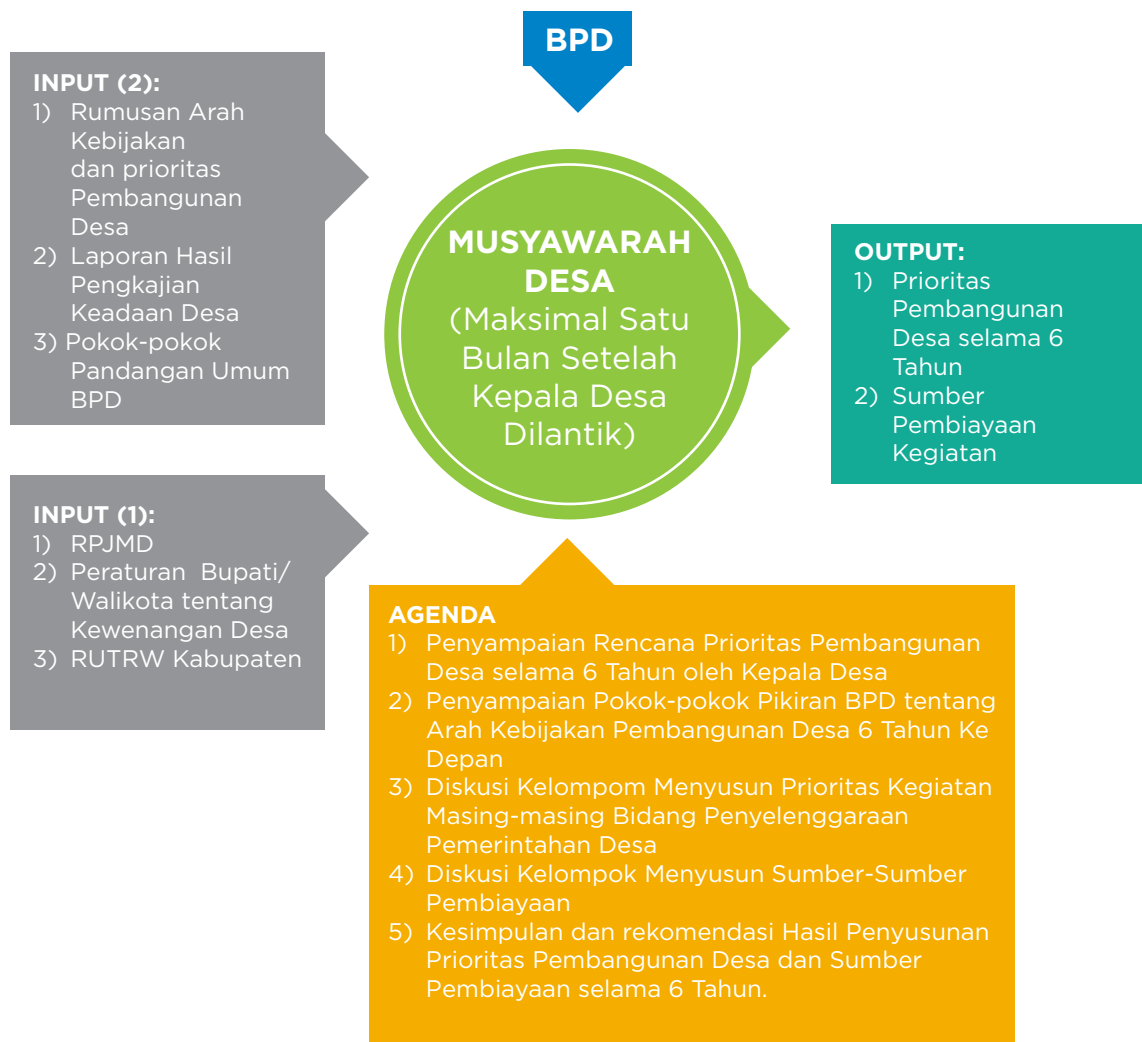 BPD
INPUT (2):
1) Rumusan Arah
Kebijakan
dan prioritas
Pembangunan
Desa
2) Laporan Hasil
Pengkajian
Keadaan Desa
3) Pokok-pokok
Pandangan Umum
BPD
MUSYAWARAH
DESA
(Maksimal Satu
Bulan Setelah
Kepala Desa
Dilantik)
OUTPUT:
1) Prioritas
Pembangunan
Desa selama 6
Tahun
2) Sumber
Pembiayaan
Kegiatan
INPUT (1):
1) RPJMD
2) Peraturan Bupati/
Walikota tentang
Kewenangan Desa
3) RUTRW Kabupaten
AGENDA
1) Penyampaian Rencana Prioritas Pembangunan
Desa selama 6 Tahun oleh Kepala Desa
2) Penyampaian Pokok-pokok Pikiran BPD tentang
Arah Kebijakan Pembangunan Desa 6 Tahun Ke
Depan
3) Diskusi Kelompom Menyusun Prioritas Kegiatan
Masing-masing Bidang Penyelenggaraan
Pemerintahan Desa
4) Diskusi Kelompok Menyusun Sumber-Sumber
Pembiayaan
5) Kesimpulan dan rekomendasi Hasil Penyusunan
Prioritas Pembangunan Desa dan Sumber
Pembiayaan selama 6 Tahun.